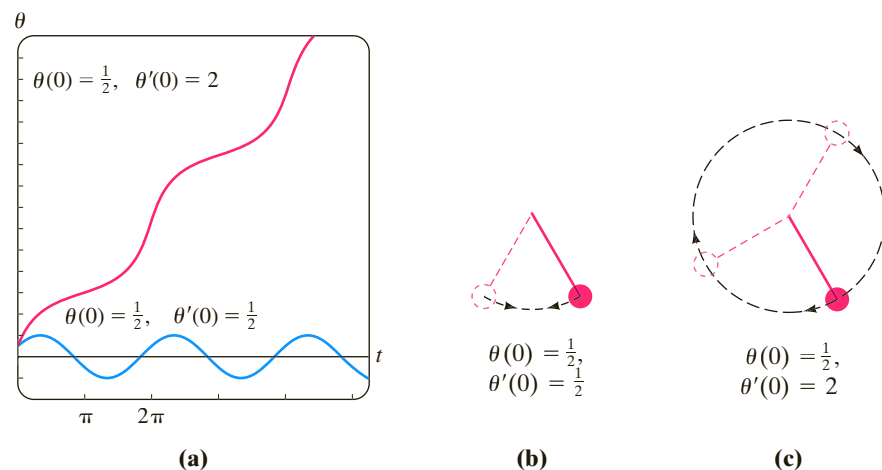 θ
θ(0) = 1/2, θ′(0) = 2
θ(0) = 1/2, θ′(0) = 1/2
t
π 2π
(a)
θ(0) = 1/2,
θ′(0) = 1/2
(b)
θ(0) = 1/2,
θ′(0) = 2
(c)